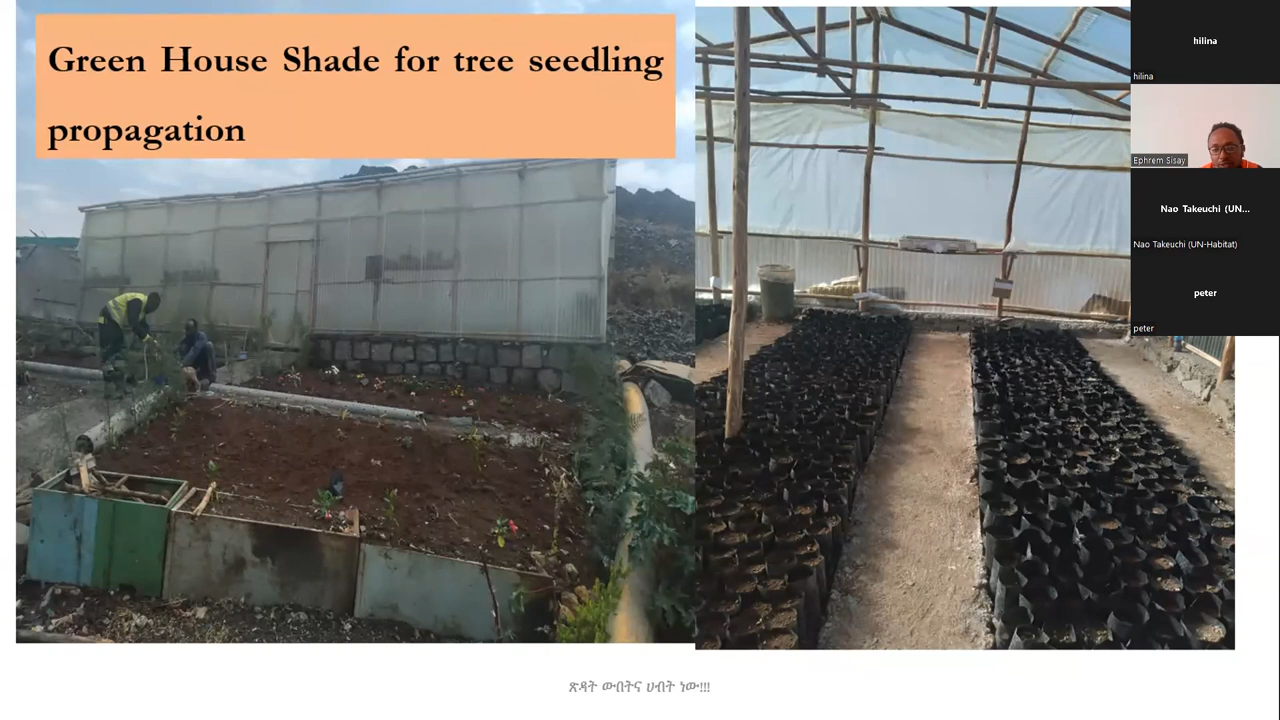 Green House Shade for tree seedling
propagation
hilina
hilina
Ephrem Sisay
Nao Takeuchi (UN...
Nao Takeuchi (UN-Habitat)
peter
peter
ጽዳት ውበትና ሀብት ነው!!!